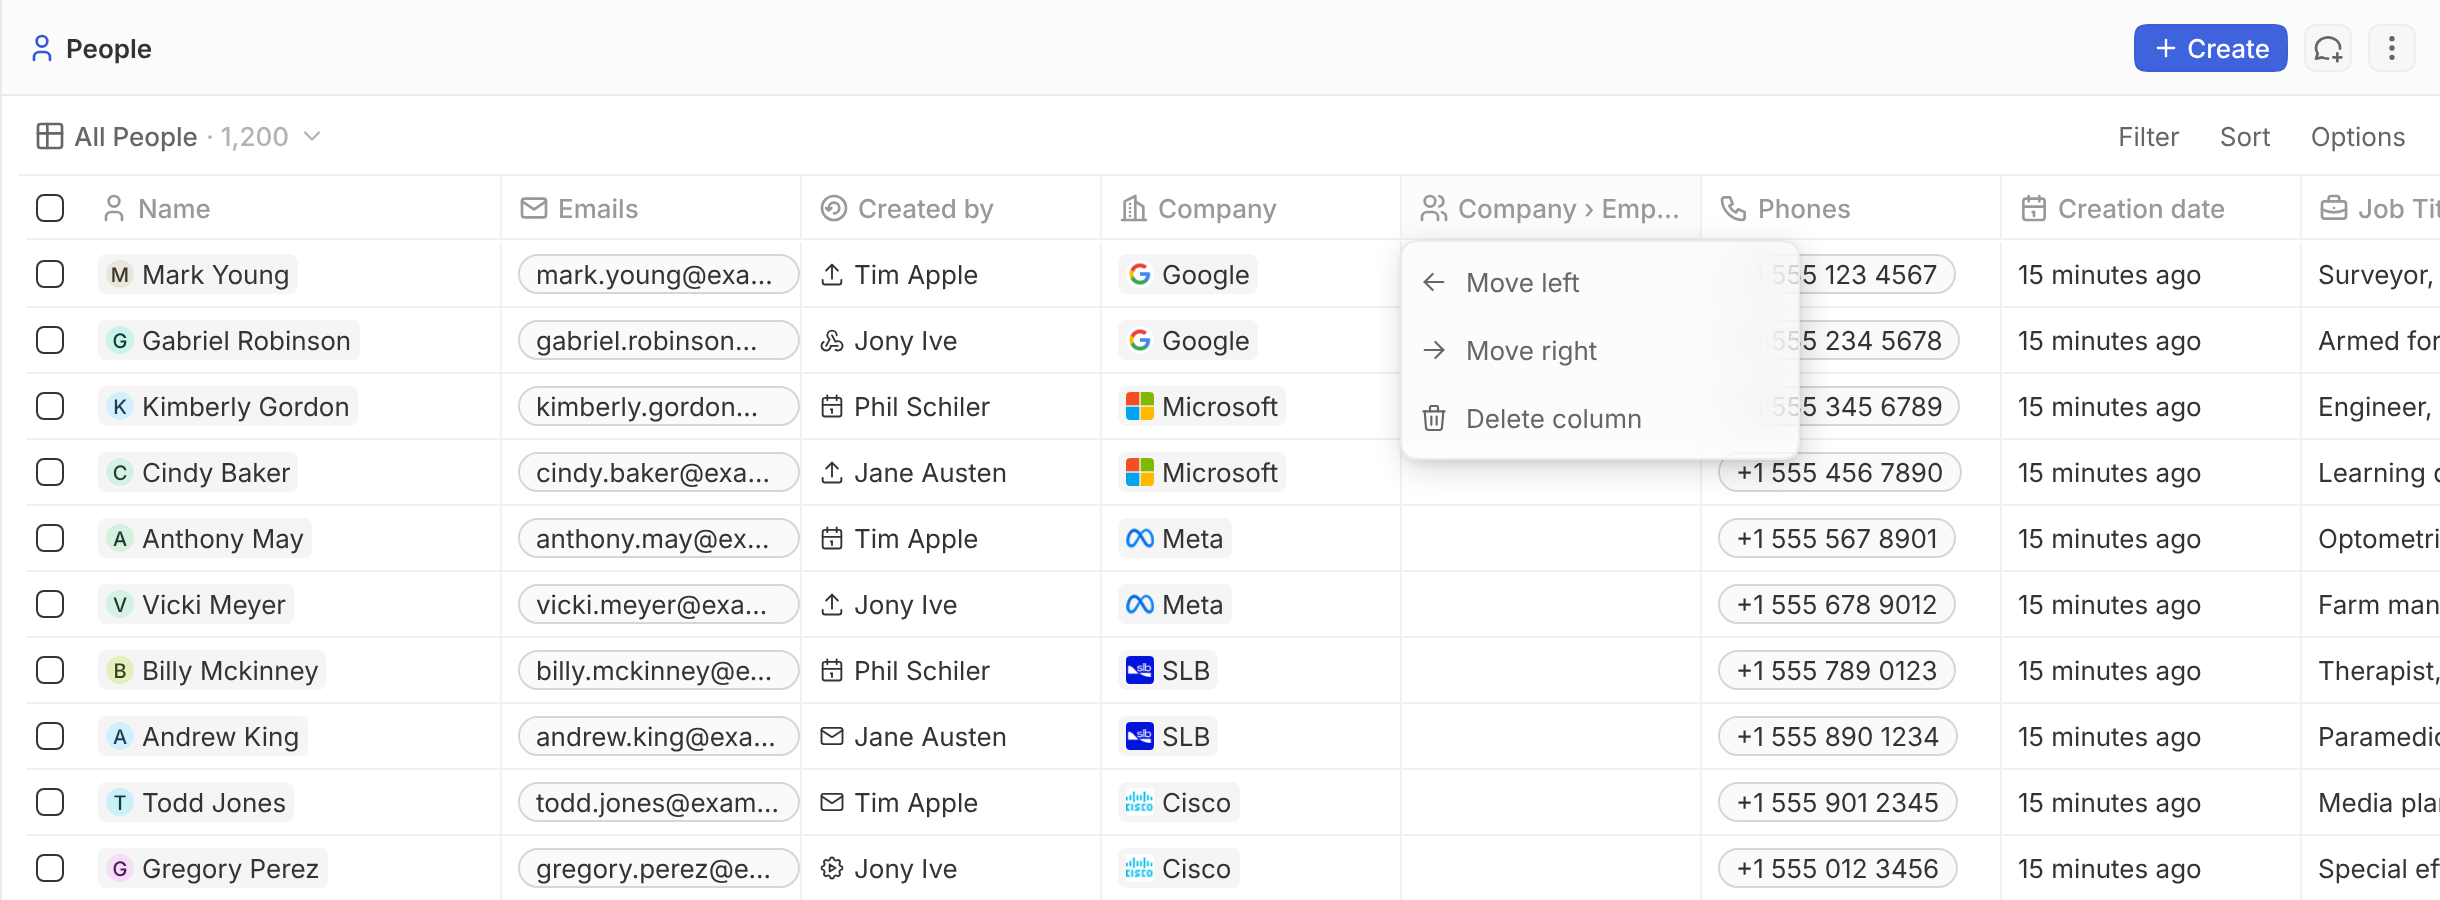 People
+ Create
All People · 1,200
Filter Sort Options
Name Emails Created by Company Company › Emp... Phones Creation date Job Tit
M Mark Young mark.young@exa... Tim Apple Google 555 123 4567 15 minutes ago Surveyor,
G Gabriel Robinson gabriel.robinson... Jony Ive Google 555 234 5678 15 minutes ago Armed for
K Kimberly Gordon kimberly.gordon... Phil Schiler Microsoft 555 345 6789 15 minutes ago Engineer,
Move left
Move right
Delete column
C Cindy Baker cindy.baker@exa... Jane Austen Microsoft +1 555 456 7890 15 minutes ago Learning
A Anthony May anthony.may@ex... Tim Apple Meta +1 555 567 8901 15 minutes ago Optometri
V Vicki Meyer vicki.meyer@exa... Jony Ive Meta +1 555 678 9012 15 minutes ago Farm man
B Billy Mckinney billy.mckinney@e... Phil Schiler slb SLB +1 555 789 0123 15 minutes ago Therapist,
A Andrew King andrew.king@exa... Jane Austen slb SLB +1 555 890 1234 15 minutes ago Paramedic
T Todd Jones todd.jones@exam... Tim Apple CISCO Cisco +1 555 901 2345 15 minutes ago Media pla
G Gregory Perez gregory.perez@e... Jony Ive CISCO Cisco +1 555 012 3456 15 minutes ago Special ef